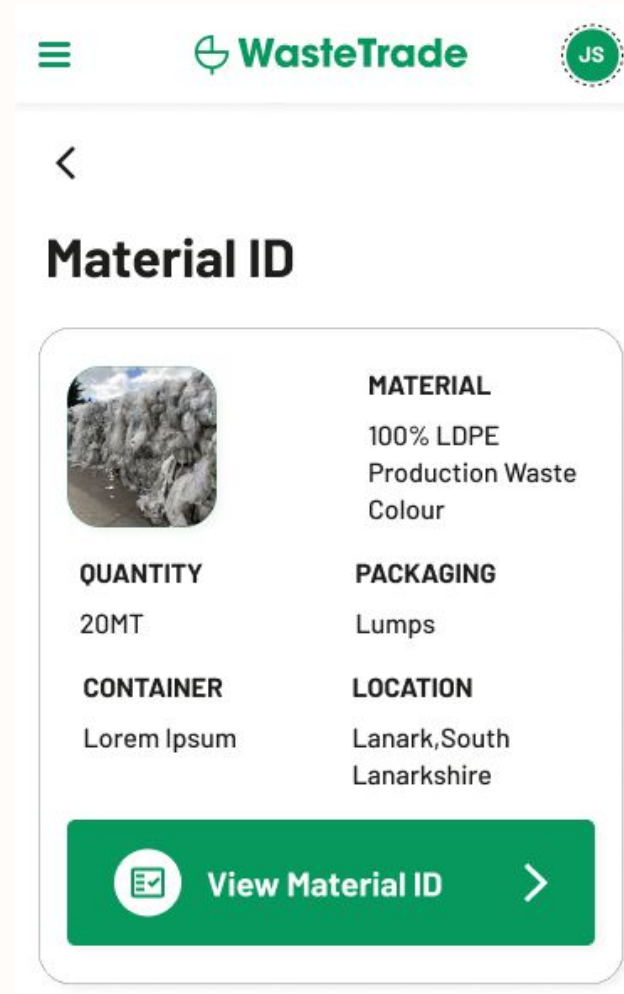 WasteTrade
JS
Material ID
MATERIAL
100% LDPE
Production Waste
Colour
QUANTITY
20MT
PACKAGING
Lumps
CONTAINER
Lorem Ipsum
LOCATION
Lanark,South
Lanarkshire
View Material ID